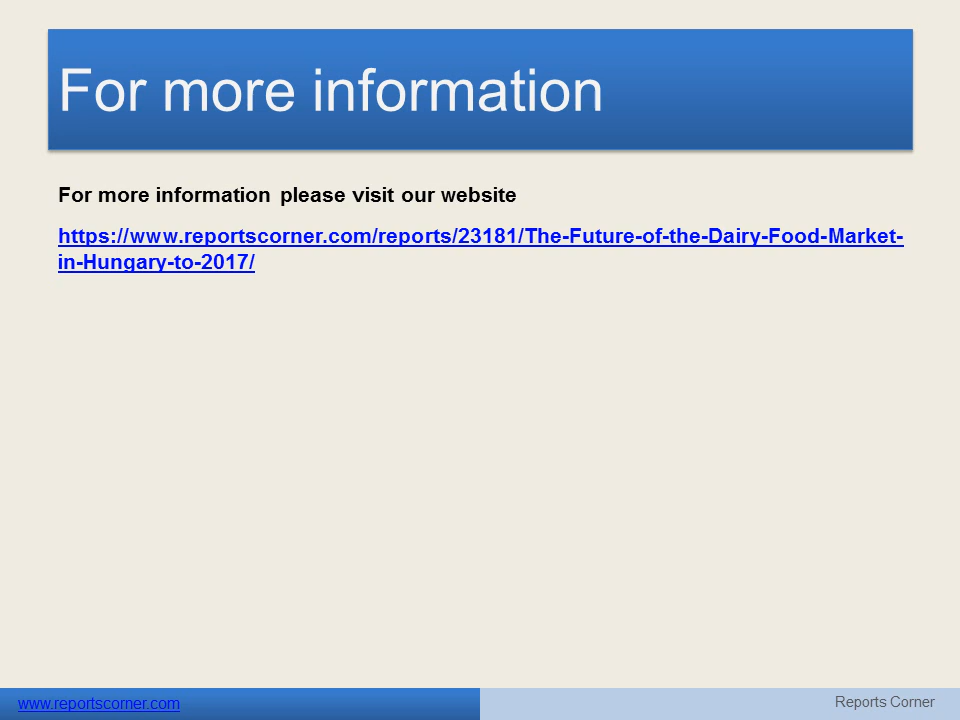 For more information
For more information please visit our website
https://www.reportscorner.com/reports/23181/The-Future-of-the-Dairy-Food-Market-
in-Hungary-to-2017/
www.reportscorner.com
Reports Corner